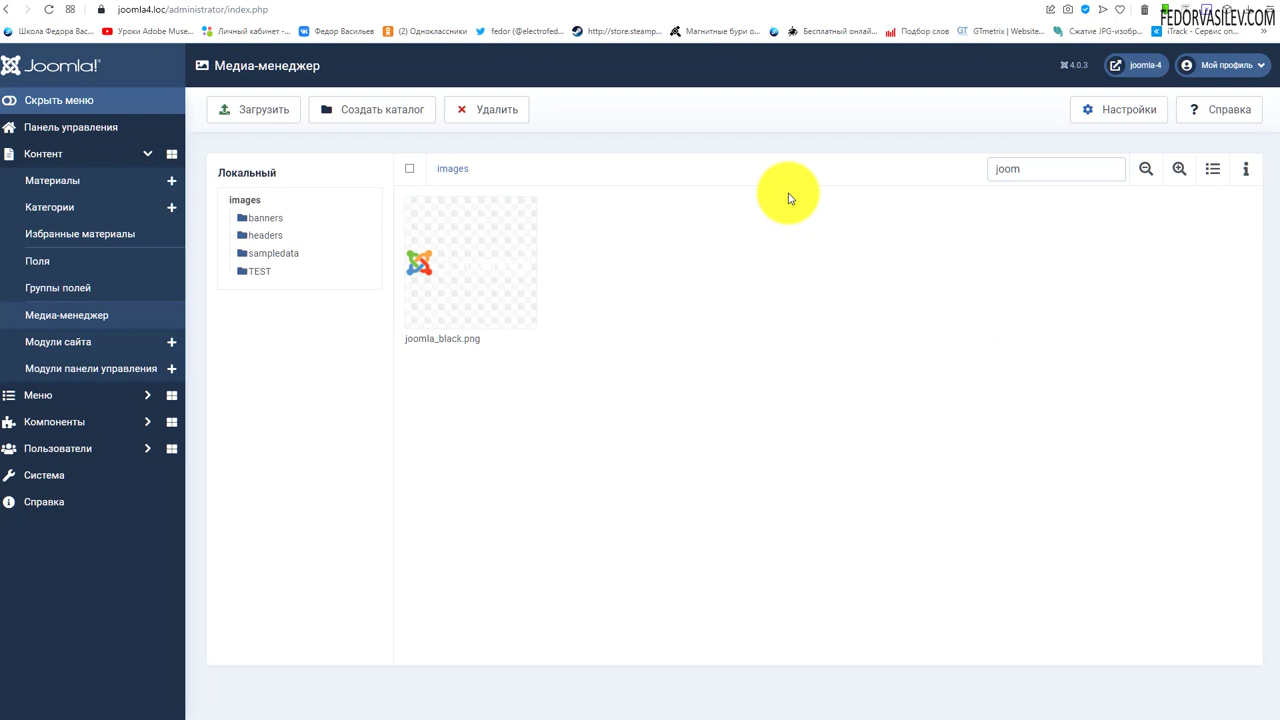 joomla4.loc/administrator/index.php
FEDORVASILEV.COM
Школа Федора Вас...
Уроки Adobe Muse...
Личный кабинет -...
Федор Васильев
(2) Одноклассники
fedor (@electrofed...
http://store.steamp...
Магнитные бури о...
Бесплатный онлай...
Подбор слов
GTmetrix | Website...
Сжатие JPG-изобр...
iTrack - Сервис оп...
Joomla!
Медиа-менеджер
4.0.3
joomla-4
Мой профиль
Скрыть меню
Загрузить
Создать каталог
Удалить
Настройки
Справка
Панель управления
Контент
Материалы
Категории
Избранные материалы
Поля
Группы полей
Медиа-менеджер
Модули сайта
Модули панели управления
Меню
Компоненты
Пользователи
Система
Справка
Локальный
images
banners
headers
sampledata
TEST
images
joom
joomla_black.png